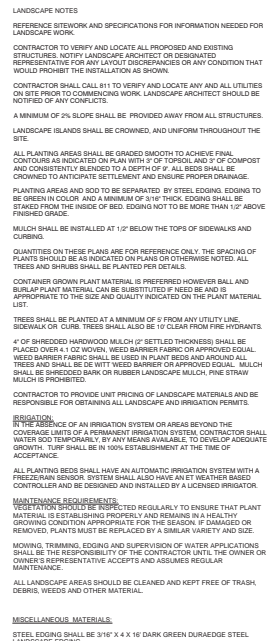 LANDSCAPE NOTES
REFERENCE SITEWORK AND SPECIFICATIONS FOR INFORMATION NEEDED FOR
LANDSCAPE WORK.
CONTRACTOR TO VERIFY AND LOCATE ALL PROPOSED AND EXISTING
STRUCTURES. NOTIFY LANDSCAPE ARCHITECT OR DESIGNATED
REPRESENTATIVE FOR ANY LAYOUT DISCREPANCIES OR ANY CONDITION THAT
WOULD PROHIBIT THE INSTALLATION AS SHOWN.
CONTRACTOR SHALL CALL 811 TO VERIFY AND LOCATE ANY AND ALL UTILITIES
ON SITE PRIOR TO COMMENCING WORK. LANDSCAPE ARCHITECT SHOULD BE
NOTIFIED OF ANY CONFLICTS.
A MINIMUM OF 2% SLOPE SHALL BE PROVIDED AWAY FROM ALL STRUCTURES.
LANDSCAPE ISLANDS SHALL BE CROWNED, AND UNIFORM THROUGHOUT THE
SITE.
ALL PLANTING AREAS SHALL BE GRADED SMOOTH TO ACHIEVE FINAL
CONTOURS AS INDICATED ON PLAN WITH 3" OF TOPSOIL AND 3" OF COMPOST
AND CONSISTENTLY BLENDED TO A DEPTH OF 9". ALL BEDS SHALL BE
CROWNED TO ANTICIPATE SETTLEMENT AND ENSURE PROPER DRAINAGE.
PLANTING AREAS AND SOD TO BE SEPARATED BY STEEL EDGING. EDGING TO
BE GREEN IN COLOR AND A MINIMUM OF 3/16" THICK. EDGING SHALL BE
STAKED FROM THE INSIDE OF BED. EDGING NOT TO BE MORE THAN 1/2" ABOVE
FINISHED GRADE.
MULCH SHALL BE INSTALLED AT 1/2" BELOW THE TOPS OF SIDEWALKS AND
CURBING.
QUANTITIES ON THESE PLANS ARE FOR REFERENCE ONLY. THE SPACING OF
PLANTS SHOULD BE AS INDICATED ON PLANS OR OTHERWISE NOTED. ALL
TREES AND SHRUBS SHALL BE PLANTED PER DETAILS.
CONTAINER GROWN PLANT MATERIAL IS PREFERRED HOWEVER BALL AND
BURLAP PLANT MATERIAL CAN BE SUBSTITUTED IF NEED BE AND IS
APPROPRIATE TO THE SIZE AND QUALITY INDICATED ON THE PLANT MATERIAL
LIST.
TREES SHALL BE PLANTED AT A MINIMUM OF 5' FROM ANY UTILITY LINE,
SIDEWALK OR CURB. TREES SHALL ALSO BE 10' CLEAR FROM FIRE HYDRANTS.
4" OF SHREDDED HARDWOOD MULCH (2" SETTLED THICKNESS) SHALL BE
PLACED OVER 4.1 OZ WOVEN, WEED BARRIER FABRIC OR APPROVED EQUAL.
WEED BARRIER FABRIC SHALL BE USED IN PLANT BEDS AND AROUND ALL
TREES AND SHALL BE DE WITT 'WEED BARRIER' OR APPROVED EQUAL. MULCH
SHALL BE SHREDDED BARK OR RUBBER LANDSCAPE MULCH, PINE STRAW
MULCH IS PROHIBITED.
CONTRACTOR TO PROVIDE UNIT PRICING OF LANDSCAPE MATERIALS AND BE
RESPONSIBLE FOR OBTAINING ALL LANDSCAPE AND IRRIGATION PERMITS.
IRRIGATION:
IN THE ABSENCE OF AN IRRIGATION SYSTEM OR AREAS BEYOND THE
COVERAGE LIMITS OF A PERMANENT IRRIGATION SYSTEM, CONTRACTOR SHALL
WATER SOD TEMPORARILY, BY ANY MEANS AVAILABLE, TO DEVELOP ADEQUATE
GROWTH. TURF SHALL BE IN 100% ESTABLISHMENT AT THE TIME OF
ACCEPTANCE.
ALL PLANTING BEDS SHALL HAVE AN AUTOMATIC IRRIGATION SYSTEM WITH A
FREEZE/RAIN SENSOR. SYSTEM SHALL ALSO HAVE AN ET WEATHER BASED
CONTROLLER AND BE DESIGNED AND INSTALLED BY A LICENSED IRRIGATOR.
MAINTENANCE REQUIREMENTS:
VEGETATION SHOULD BE INSPECTED REGULARLY TO ENSURE THAT PLANT
MATERIAL IS ESTABLISHING PROPERLY AND REMAINS IN A HEALTHY
GROWING CONDITION APPROPRIATE FOR THE SEASON. IF DAMAGED OR
REMOVED, PLANTS MUST BE REPLACED BY A SIMILAR VARIETY AND SIZE.
MOWING, TRIMMING, EDGING AND SUPERVISION OF WATER APPLICATIONS
SHALL BE THE RESPONSIBILITY OF THE CONTRACTOR UNTIL THE OWNER OR
OWNER'S REPRESENTATIVE ACCEPTS AND ASSUMES REGULAR
MAINTENANCE.
ALL LANDSCAPE AREAS SHOULD BE CLEANED AND KEPT FREE OF TRASH,
DEBRIS, WEEDS AND OTHER MATERIAL.
MISCELLANEOUS MATERIALS:
STEEL EDGING SHALL BE 3/16" X 4 X 16' DARK GREEN DURAEDGE STEEL
LANDSCAPE EDGING